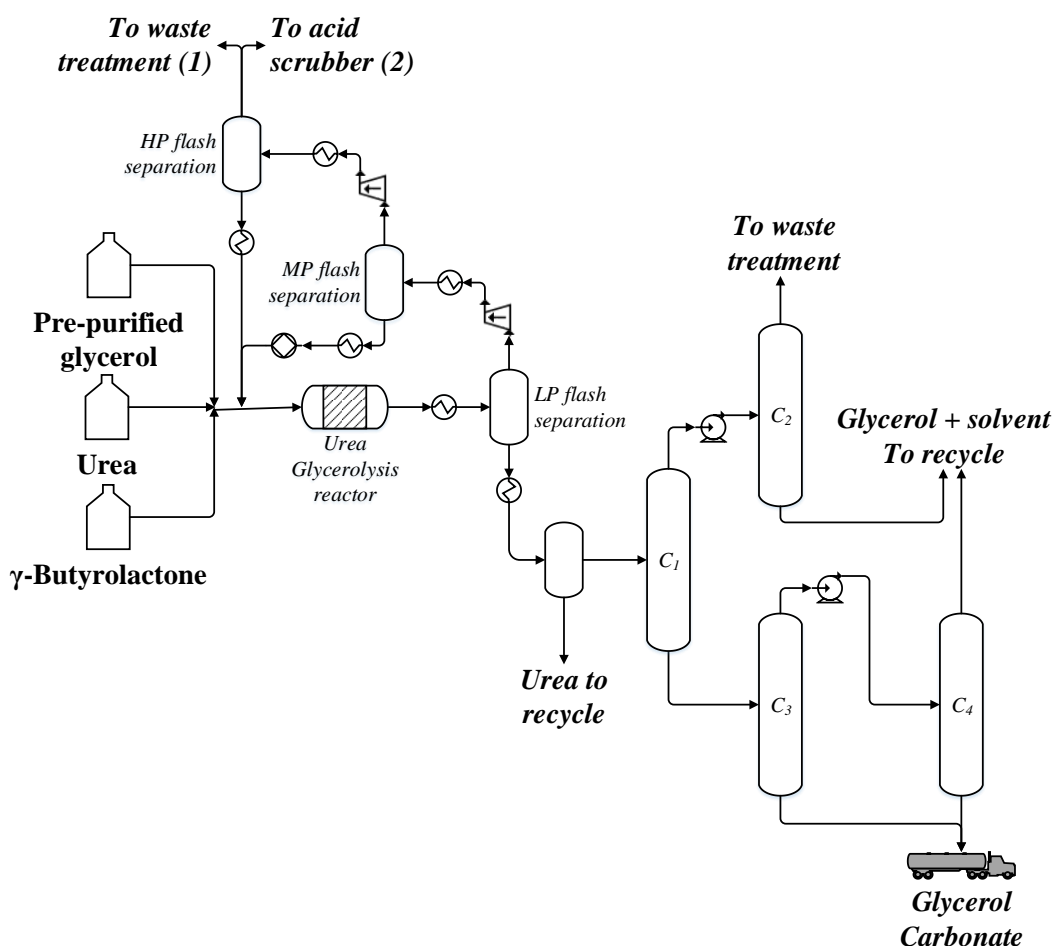 To waste
treatment (1)
To acid
scrubber (2)
HP flash
separation
MP flash
separation
Pre-purified
glycerol
Urea
γ-Butyrolactone
Urea
Glycerolysis
reactor
LP flash
separation
To waste
treatment
C2
Glycerol + solvent
To recycle
C1
Urea to
recycle
C3
C4
Glycerol
Carbonate